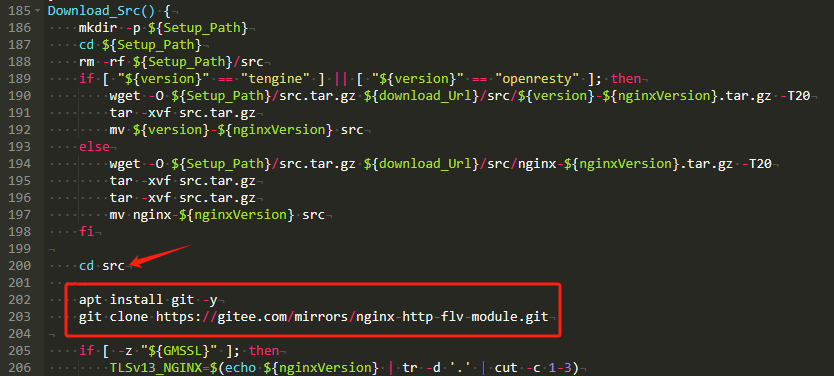 185 Download_Src() {
186     mkdir -p ${Setup_Path}
187     cd ${Setup_Path}
188     rm -rf ${Setup_Path}/src
189     if [ "${version}" == "tengine" ] || [ "${version}" == "openresty" ]; then
190         wget -O ${Setup_Path}/src.tar.gz ${download_Url}/src/${version}-${nginxVersion}.tar.gz -T20
191         tar -xvf src.tar.gz
192         mv ${version}-${nginxVersion} src
193     else
194         wget -O ${Setup_Path}/src.tar.gz ${download_Url}/src/nginx-${nginxVersion}.tar.gz -T20
195         tar -xvf src.tar.gz
196         tar -xvf src.tar.gz
197         mv nginx-${nginxVersion} src
198     fi
199
200     cd src
201
202     apt install git -y
203     git clone https://gitee.com/mirrors/nginx-http-flv-module.git
204
205     if [ -z "${GMSSL}" ]; then
206         TLSv13_NGINX=$(echo ${nginxVersion} | tr -d '.' | cut -c 1-3)